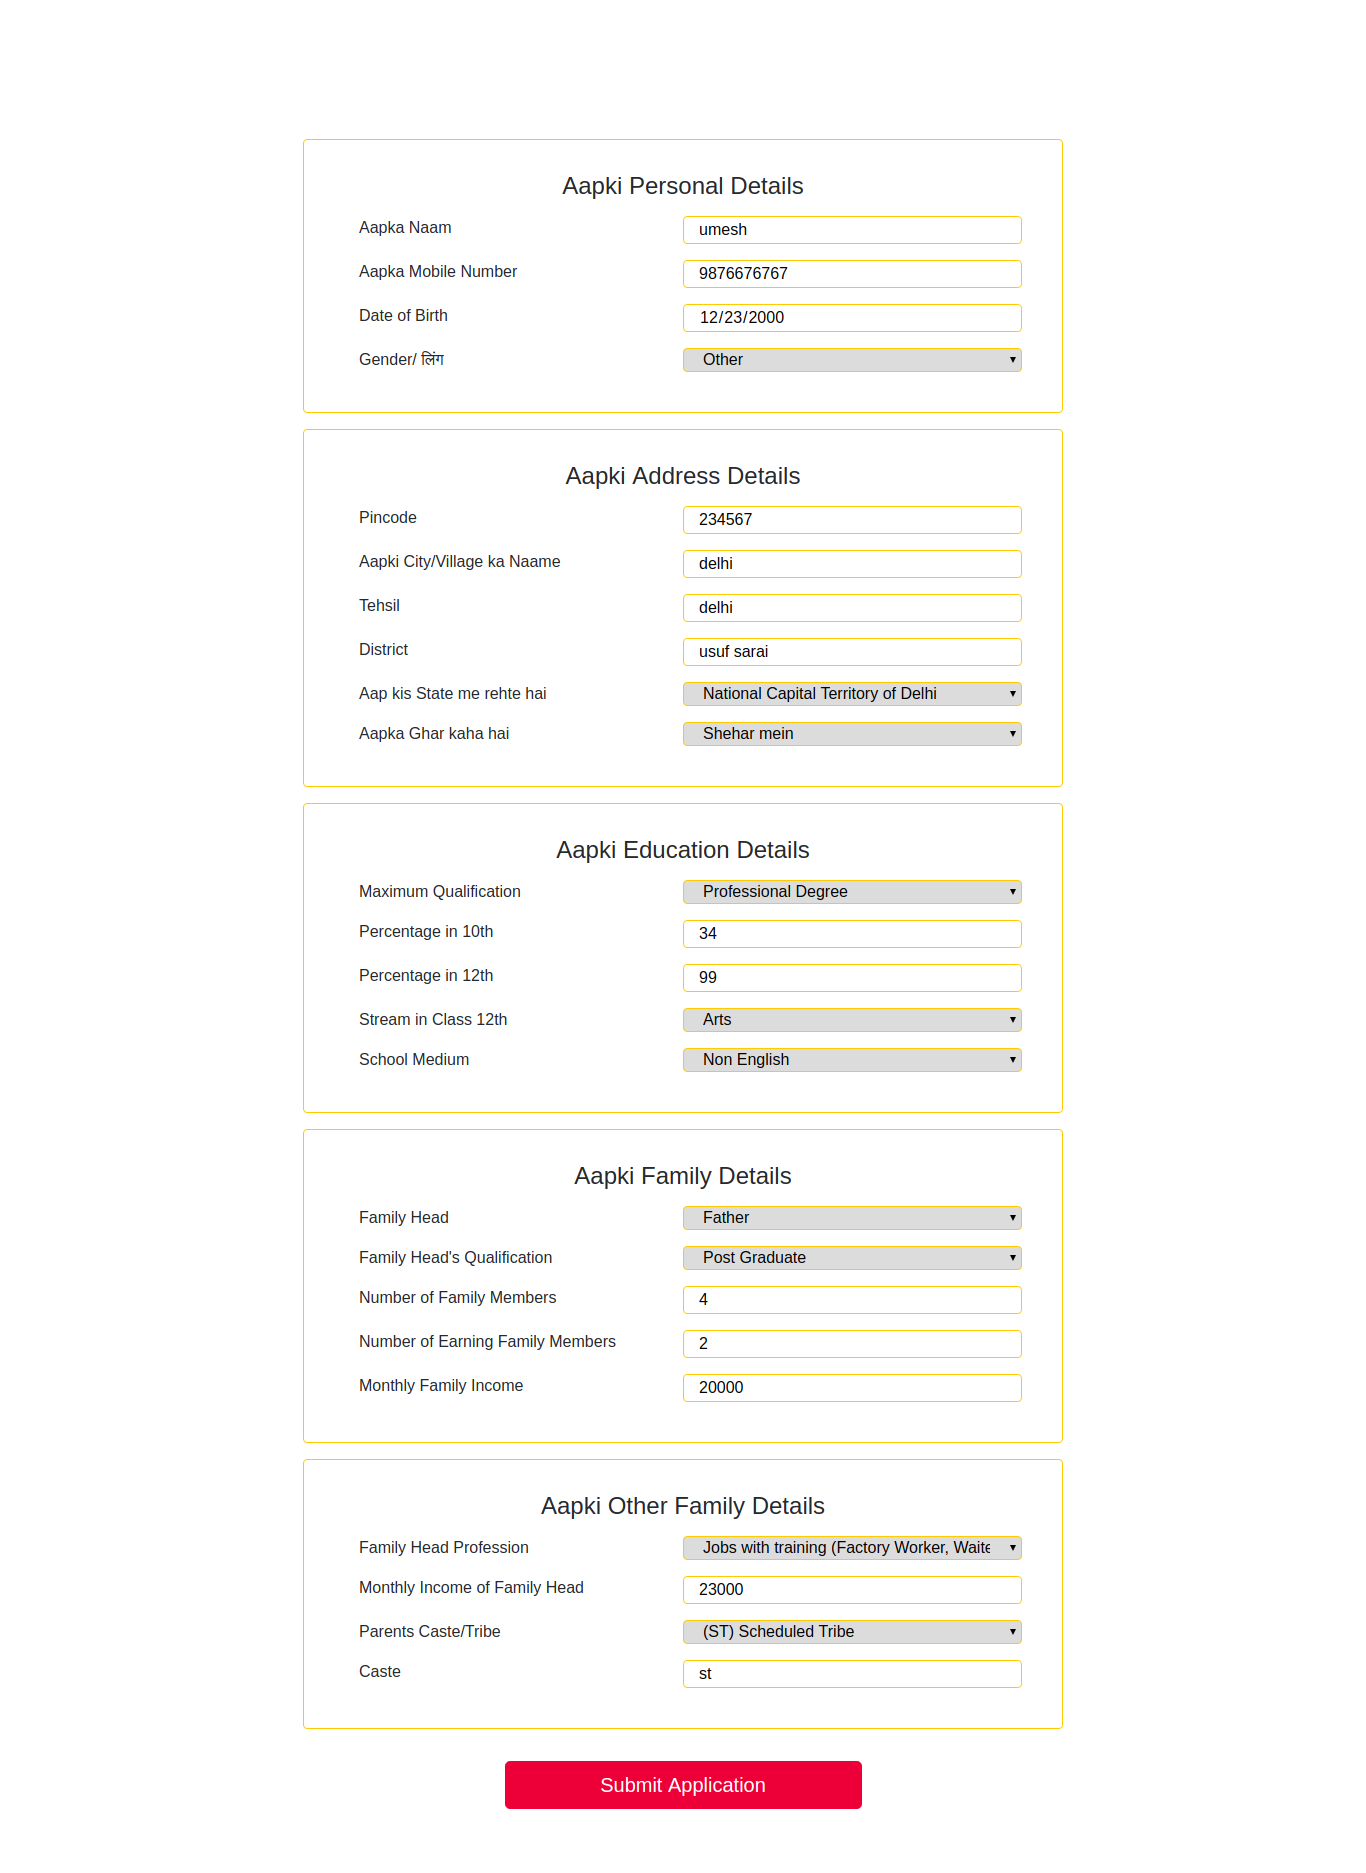 Aapki Personal Details
Aapka Naam umesh
Aapka Mobile Number 9876676767
Date of Birth 12/23/2000
Gender/ लिंग Other
Aapki Address Details
Pincode 234567
Aapki City/Village ka Naame delhi
Tehsil delhi
District usuf sarai
Aap kis State me rehte hai National Capital Territory of Delhi
Aapka Ghar kaha hai Shehar mein
Aapki Education Details
Maximum Qualification Professional Degree
Percentage in 10th 34
Percentage in 12th 99
Stream in Class 12th Arts
School Medium Non English
Aapki Family Details
Family Head Father
Family Head's Qualification Post Graduate
Number of Family Members 4
Number of Earning Family Members 2
Monthly Family Income 20000
Aapki Other Family Details
Family Head Profession Jobs with training (Factory Worker, Waite
Monthly Income of Family Head 23000
Parents Caste/Tribe (ST) Scheduled Tribe
Caste st
Submit Application